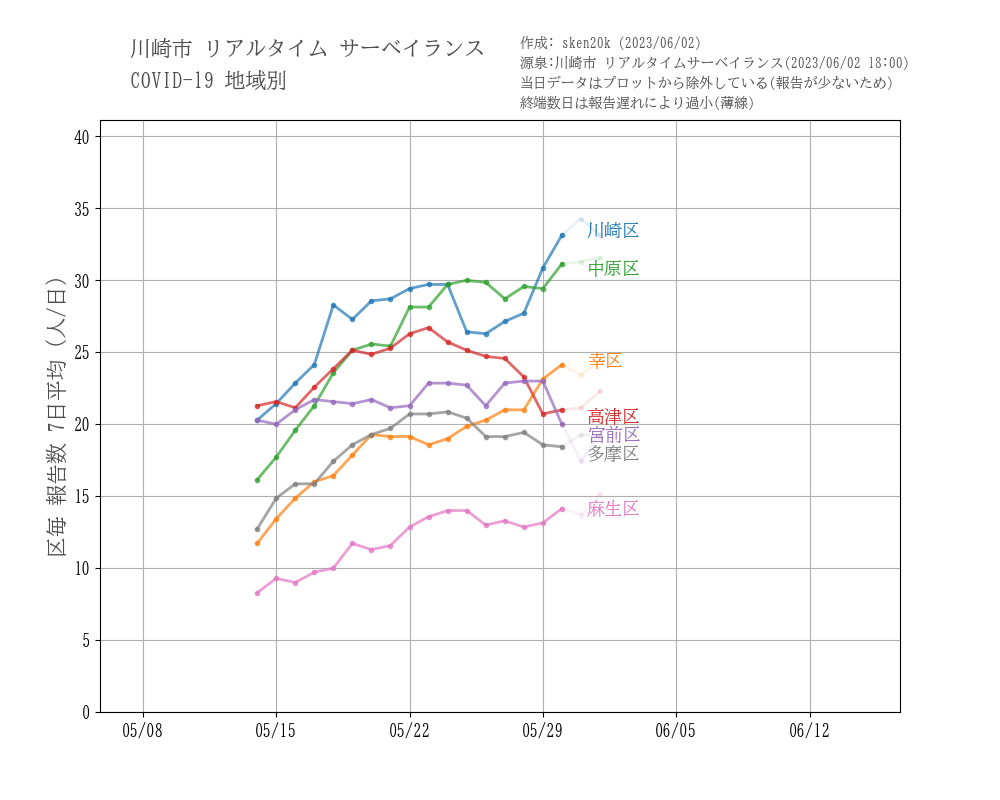 川崎市 リアルタイム サーベイランス
COVID-19 地域別
作成: sken20k (2023/06/02)
源泉:川崎市 リアルタイムサーベイランス(2023/06/02 18:00)
当日データはプロットから除外している(報告が少ないため)
終端数日は報告遅れにより過小(薄線)
区毎 報告数 7日平均 (人/日)
40
35
30
25
20
15
10
5
0
川崎区
中原区
幸区
高津区
宮前区
多摩区
麻生区
05/08
05/15
05/22
05/29
06/05
06/12